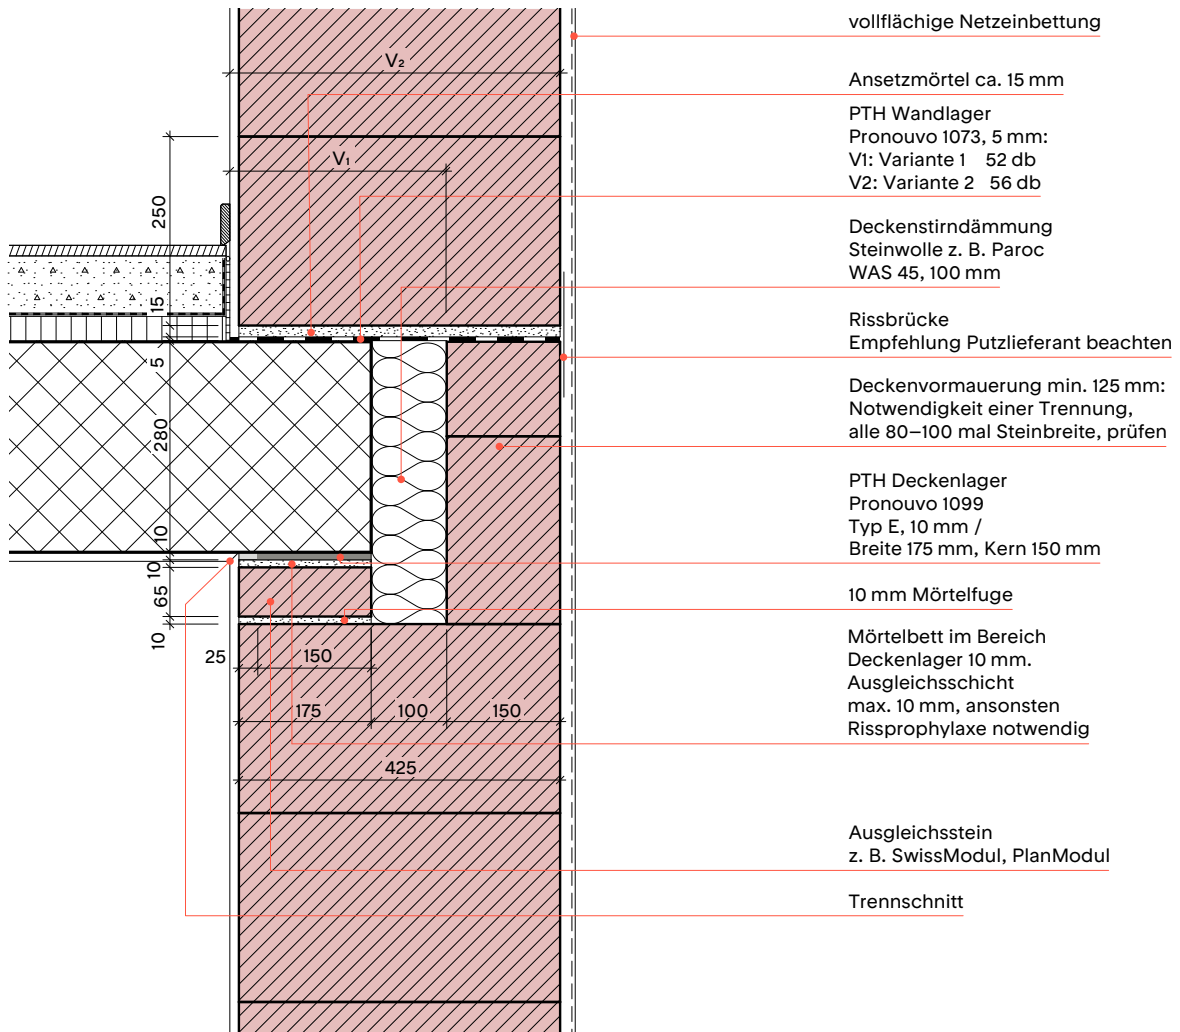 vollflächige Netzeinbettung
Ansetzmörtel ca. 15 mm
PTH Wandlager
Pronouvo 1073, 5 mm:
V1: Variante 1 52 db
V2: Variante 2 56 db
Deckenstirndämmung
Steinwolle z. B. Paroc
WAS 45, 100 mm
Rissbrücke
Empfehlung Putzlieferant beachten
Deckenvormauerung min. 125 mm:
Notwendigkeit einer Trennung,
alle 80–100 mal Steinbreite, prüfen
PTH Deckenlager
Pronouvo 1099
Typ E, 10 mm /
Breite 175 mm, Kern 150 mm
10 mm Mörtelfuge
Mörtelbett im Bereich
Deckenlager 10 mm.
Ausgleichsschicht
max. 10 mm, ansonsten
Rissprophylaxe notwendig
Ausgleichsstein
z. B. SwissModul, PlanModul
Trennschnitt
V₂
V₁
250
15
5
280
10
10
65
10
25
150
175
100
150
425